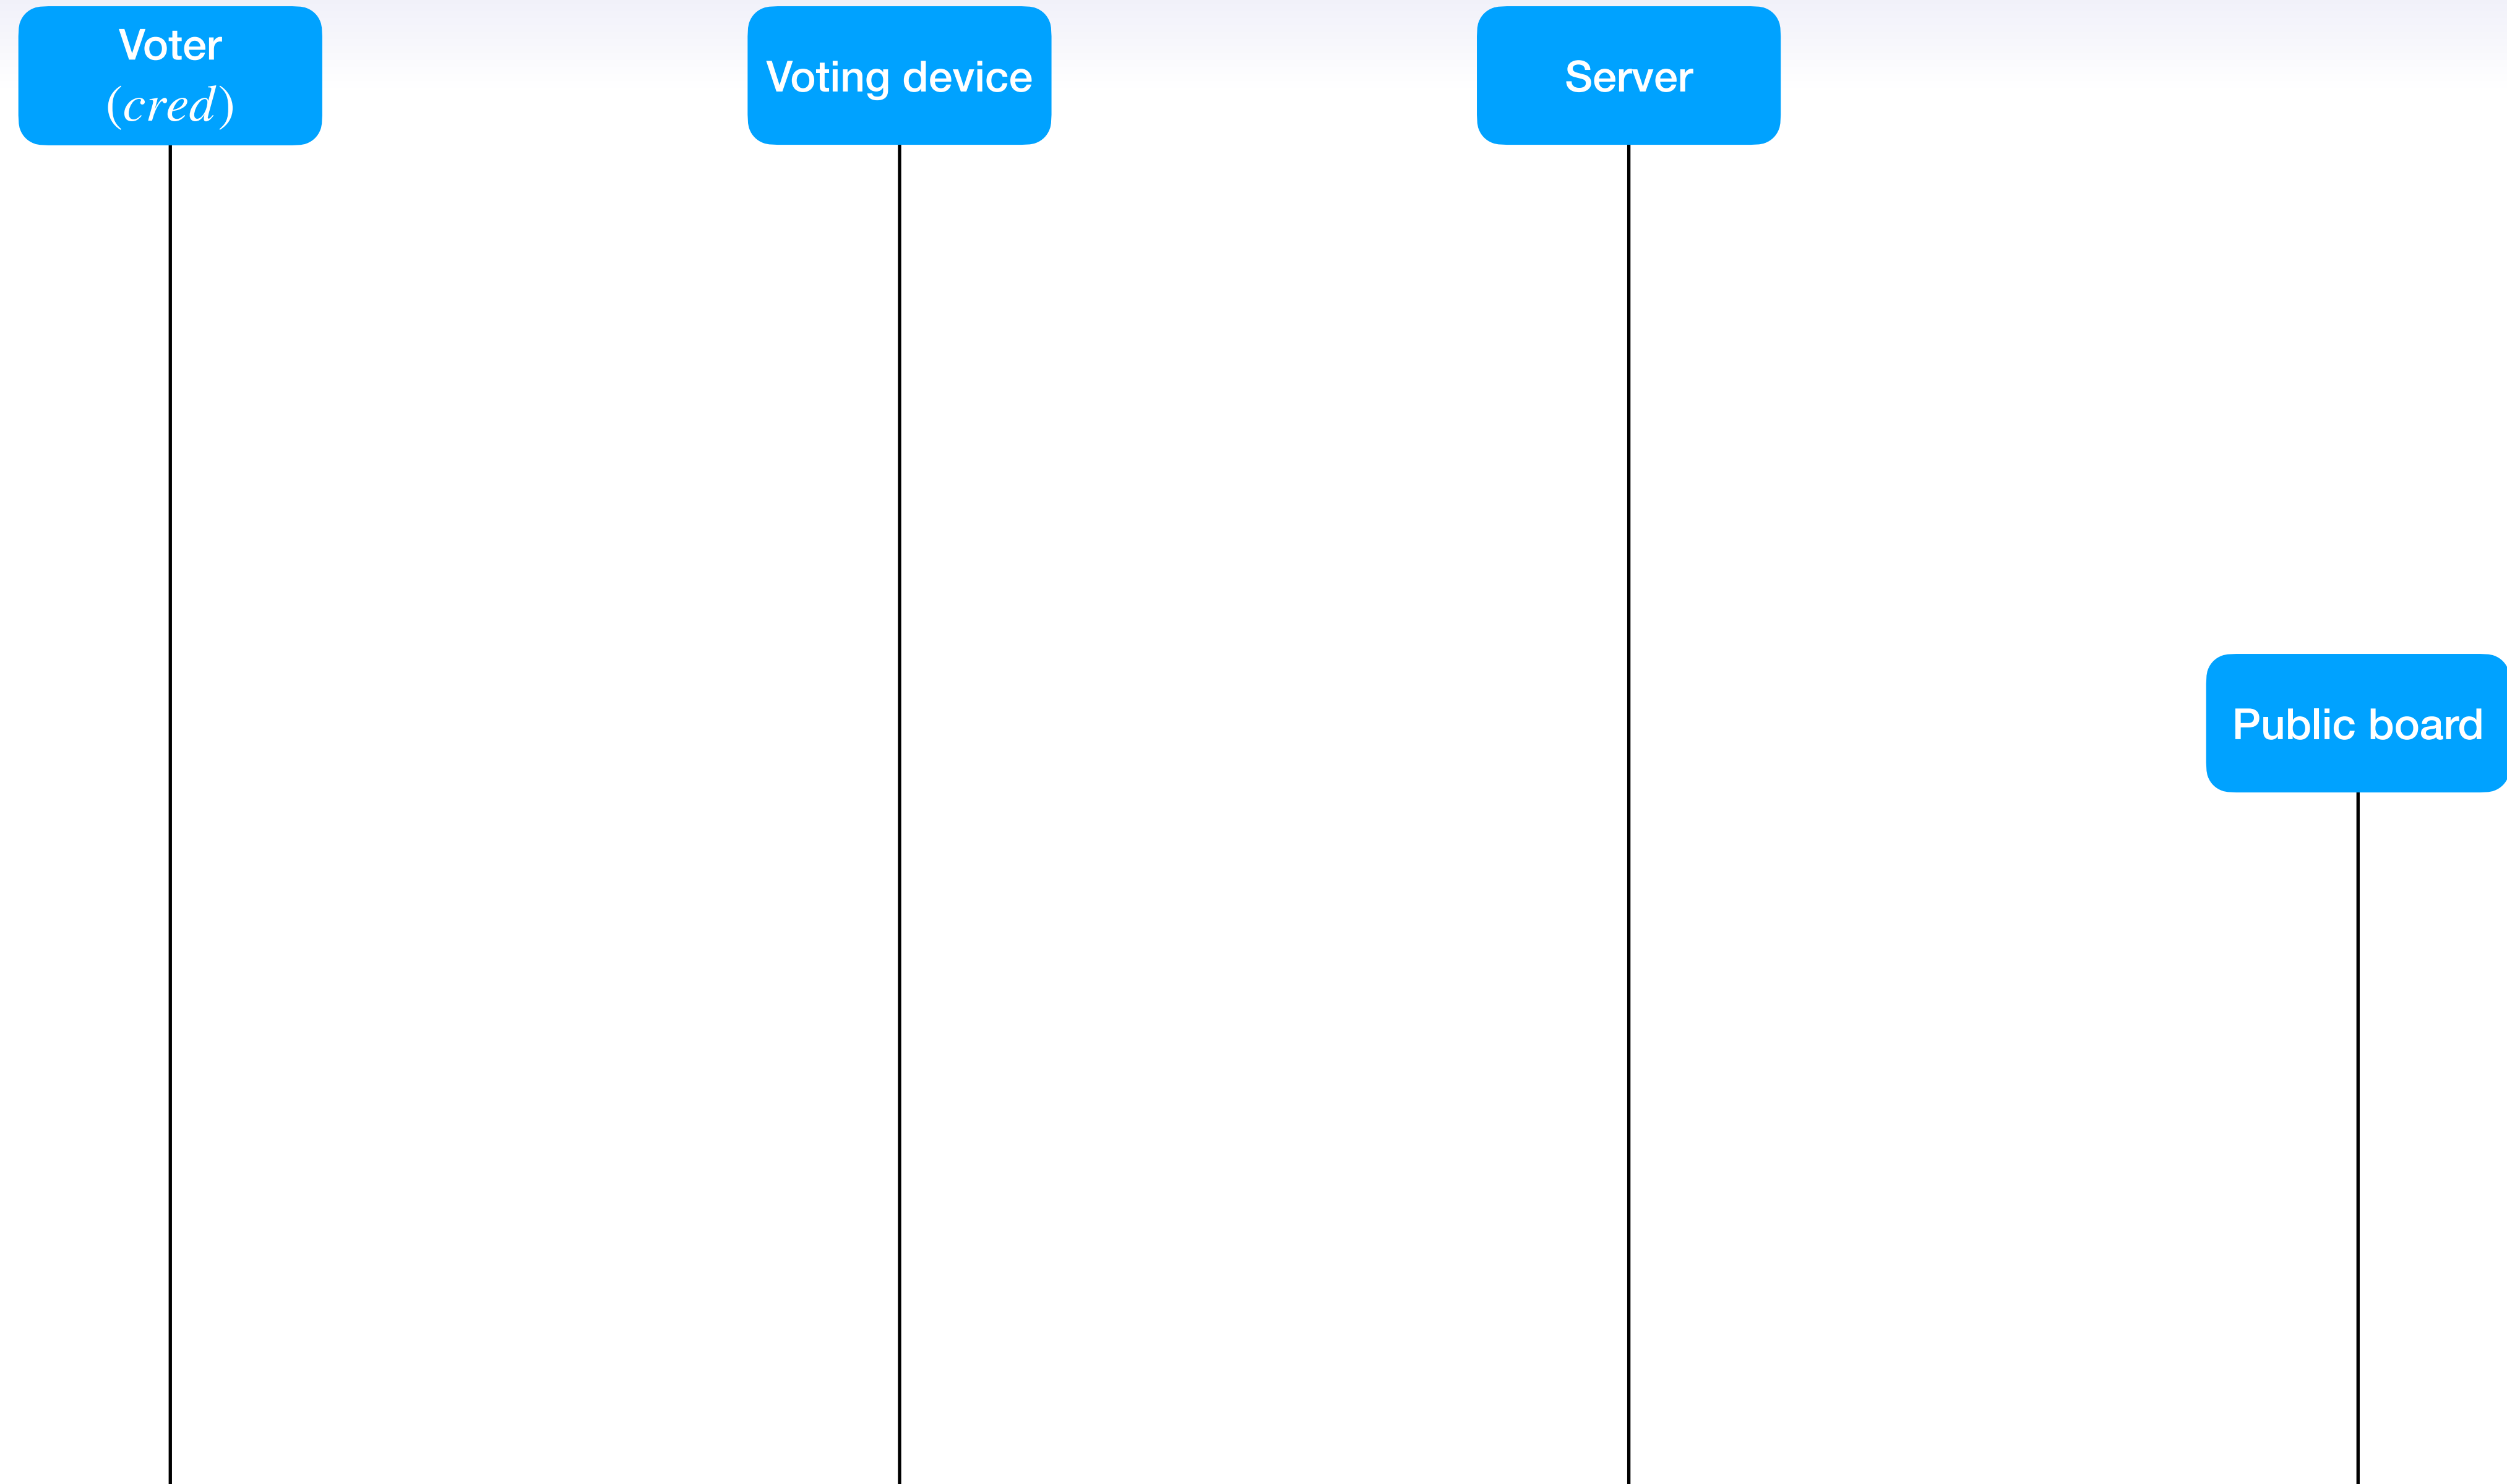 Voter
(cred)
Voting device
Server
Public board